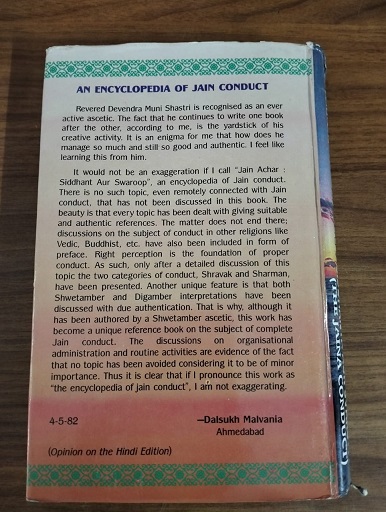 AN ENCYCLOPEDIA OF JAIN CONDUCT
Revered Devendra Muni Shastri is recognised as an ever
active ascetic. The fact that he continues to write one book
after the other, according to me, is the yardstick of his
creative activity. It is an enigma for me that how does he
manage so much and still so good and authentic. I feel like
learning this from him.
It would not be an exaggeration if I call "Jain Achar :
Siddhant Aur Swaroop", an encyclopedia of Jain conduct.
There is no such topic, even remotely connected with Jain
conduct, that has not been discussed in this book. The
beauty is that every topic has been dealt with giving suitable
and authentic references. The matter does not end there;
discussions on the subject of conduct in other religions like
Vedic, Buddhist, etc. have also been included in form of
preface. Right perception is the foundation of proper
conduct. As such, only after a detailed discussion of this
topic the two categories of conduct, Shravak and Sharman,
have been presented. Another unique feature is that both
Shwetamber and Digamber interpretations have been
discussed with due authentication. That is why, although it
has been authored by a Shwetamber ascetic, this work has
become a unique reference book on the subject of complete
Jain conduct. The discussions on organisational
administration and routine activities are evidence of the fact
that no topic has been avoided considering it to be of minor
importance. Thus it is clear that if I pronounce this work as
"the encyclopedia of jain conduct", I am not exaggerating.
4-5-82
—Dalsukh Malvania
Ahmedabad
(Opinion on the Hindi Edition)
(THE JAINA CONDUCT)